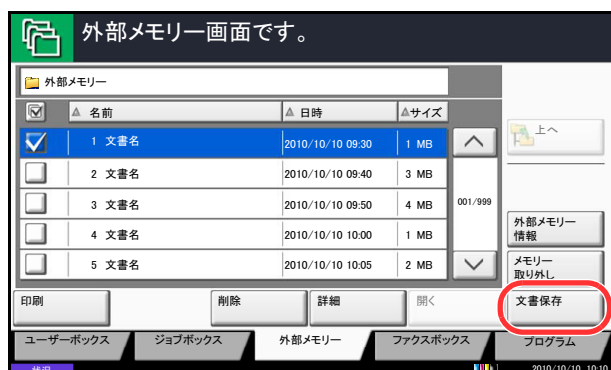 外部メモリー画面です。
外部メモリー
名前 日時 サイズ
1 文書名 2010/10/10 09:30 1 MB
2 文書名 2010/10/10 09:40 3 MB
3 文書名 2010/10/10 09:50 4 MB
4 文書名 2010/10/10 10:00 1 MB
5 文書名 2010/10/10 10:05 2 MB
001/999
上へ
外部メモリー
情報
メモリー
取り外し
印刷 削除 詳細 開く 文書保存
ユーザーボックス ジョブボックス 外部メモリー ファクスボックス プログラム
状況 2010/10/10 10:10